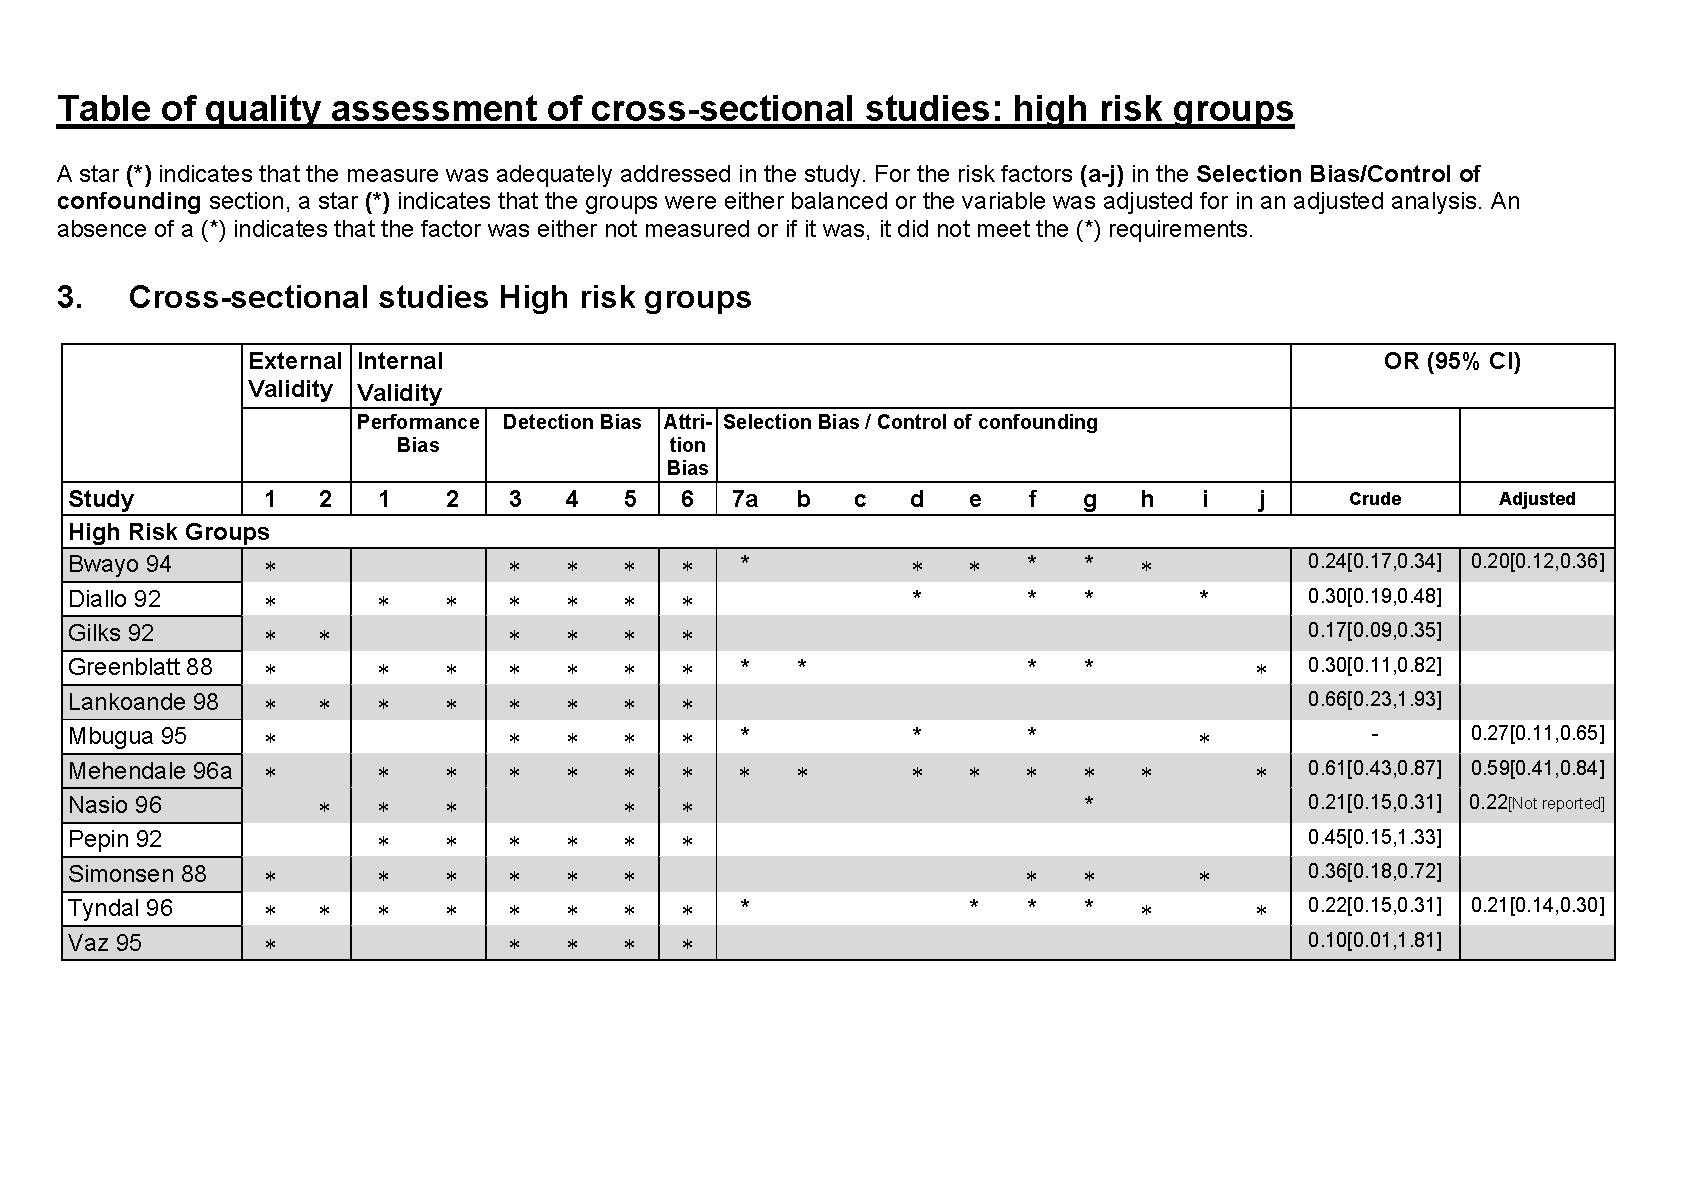 Table of quality assessment of cross-sectional studies: high risk groups
A star (*) indicates that the measure was adequately addressed in the study. For the risk factors (a-j) in the Selection Bias/Control of
confounding section, a star (*) indicates that the groups were either balanced or the variable was adjusted for in an adjusted analysis. An
absence of a (*) indicates that the factor was either not measured or if it was, it did not meet the (*) requirements.
3. Cross-sectional studies High risk groups
External Validity Internal Validity OR (95% CI)
Performance Bias Detection Bias Attri-tion Bias Selection Bias / Control of confounding
Study 1 2 1 2 3 4 5 6 7a b c d e f g h i j Crude Adjusted
High Risk Groups
Bwayo 94 * * * * * * * * * * * 0.24[0.17,0.34] 0.20[0.12,0.36]
Diallo 92 * * * * * * * * * * * 0.30[0.19,0.48]
Gilks 92 * * * * * * 0.17[0.09,0.35]
Greenblatt 88 * * * * * * * * * * * * 0.30[0.11,0.82]
Lankoande 98 * * * * * * * * 0.66[0.23,1.93]
Mbugua 95 * * * * * * * * * - 0.27[0.11,0.65]
Mehendale 96a * * * * * * * * * * * * * * * 0.61[0.43,0.87] 0.59[0.41,0.84]
Nasio 96 * * * * * * 0.21[0.15,0.31] 0.22[Not reported]
Pepin 92 * * * * * * 0.45[0.15,1.33]
Simonsen 88 * * * * * * * * * 0.36[0.18,0.72]
Tyndal 96 * * * * * * * * * * * * * * 0.22[0.15,0.31] 0.21[0.14,0.30]
Vaz 95 * * * * * 0.10[0.01,1.81]